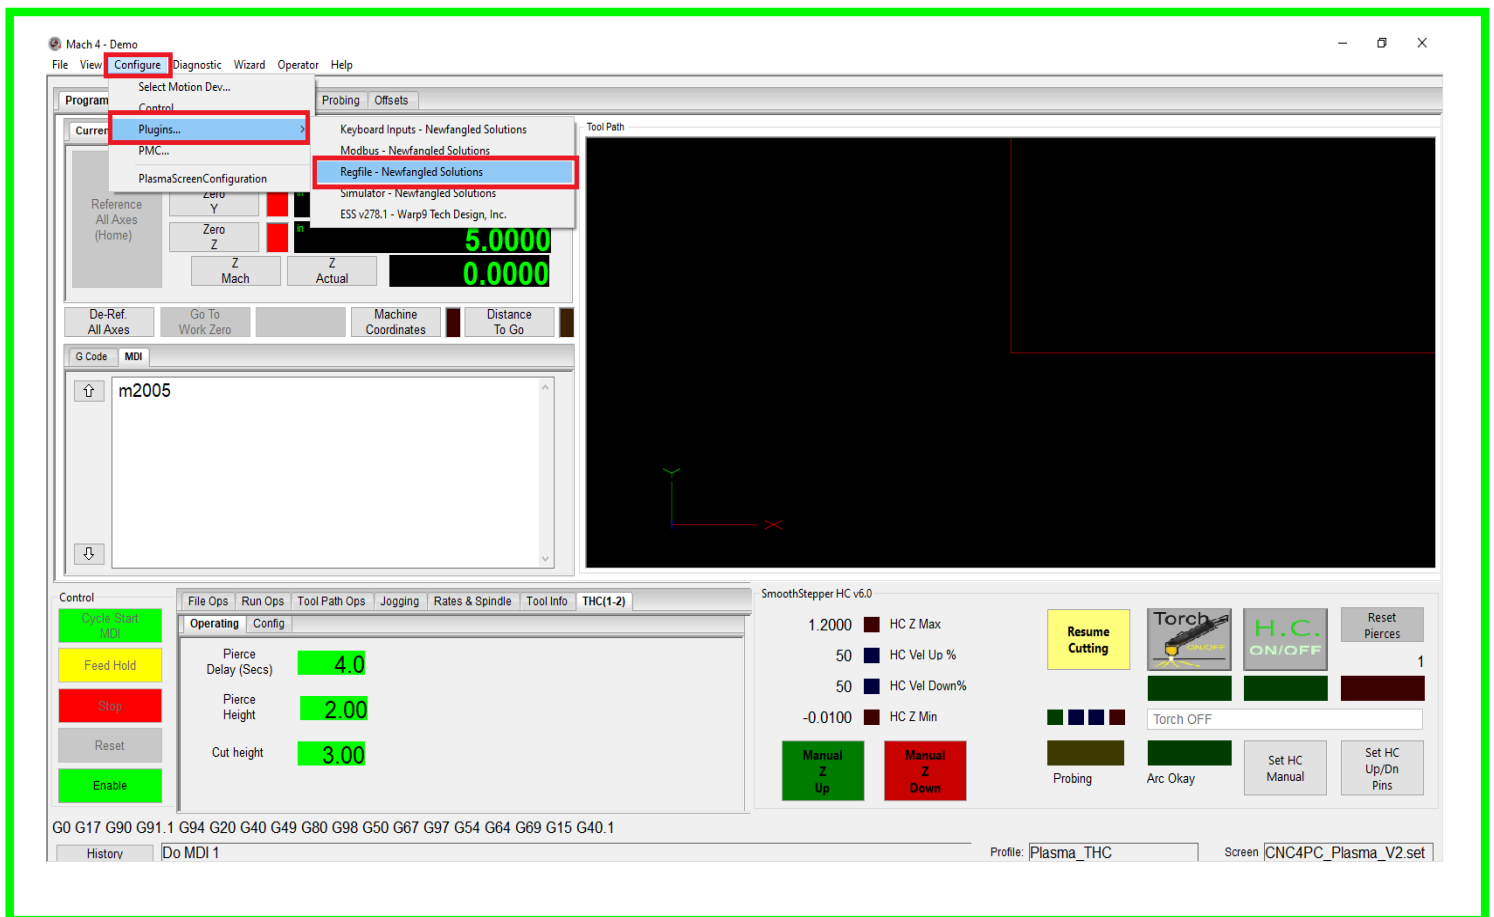 Mach 4 - Demo
File View Configure Diagnostic Wizard Operator Help
Select Motion Dev...
Control
Plugins...
PMC...
PlasmaScreenConfiguration
Keyboard Inputs - Newfangled Solutions
Modbus - Newfangled Solutions
Regfile - Newfangled Solutions
Simulator - Newfangled Solutions
ESS v278.1 - Warp9 Tech Design, Inc.
Program
Probing Offsets
Curren
Tool Path
Reference
All Axes
(Home)
Zero
Y
in
Zero
Z
in
5.0000
Z
Mach
Z
Actual
0.0000
De-Ref.
All Axes
Go To
Work Zero
Machine
Coordinates
Distance
To Go
G Code MDI
m2005
Control
Cycle Start
MDI
Feed Hold
Stop
Reset
Enable
File Ops Run Ops Tool Path Ops Jogging Rates & Spindle Tool Info THC(1-2)
Operating Config
Pierce
Delay (Secs)
4.0
Pierce
Height
2.00
Cut height
3.00
SmoothStepper HC v6.0
1.2000 HC Z Max
50 HC Vel Up %
50 HC Vel Down%
-0.0100 HC Z Min
Manual
Z
Up
Manual
Z
Down
Resume
Cutting
Torch
ON/OFF
H.C.
ON/OFF
Reset
Pierces
1
Torch OFF
Probing
Arc Okay
Set HC
Manual
Set HC
Up/Dn
Pins
G0 G17 G90 G91.1 G94 G20 G40 G49 G80 G98 G50 G67 G97 G54 G64 G69 G15 G40.1
History
Do MDI 1
Profile: Plasma_THC
Screen CNC4PC_Plasma_V2.set